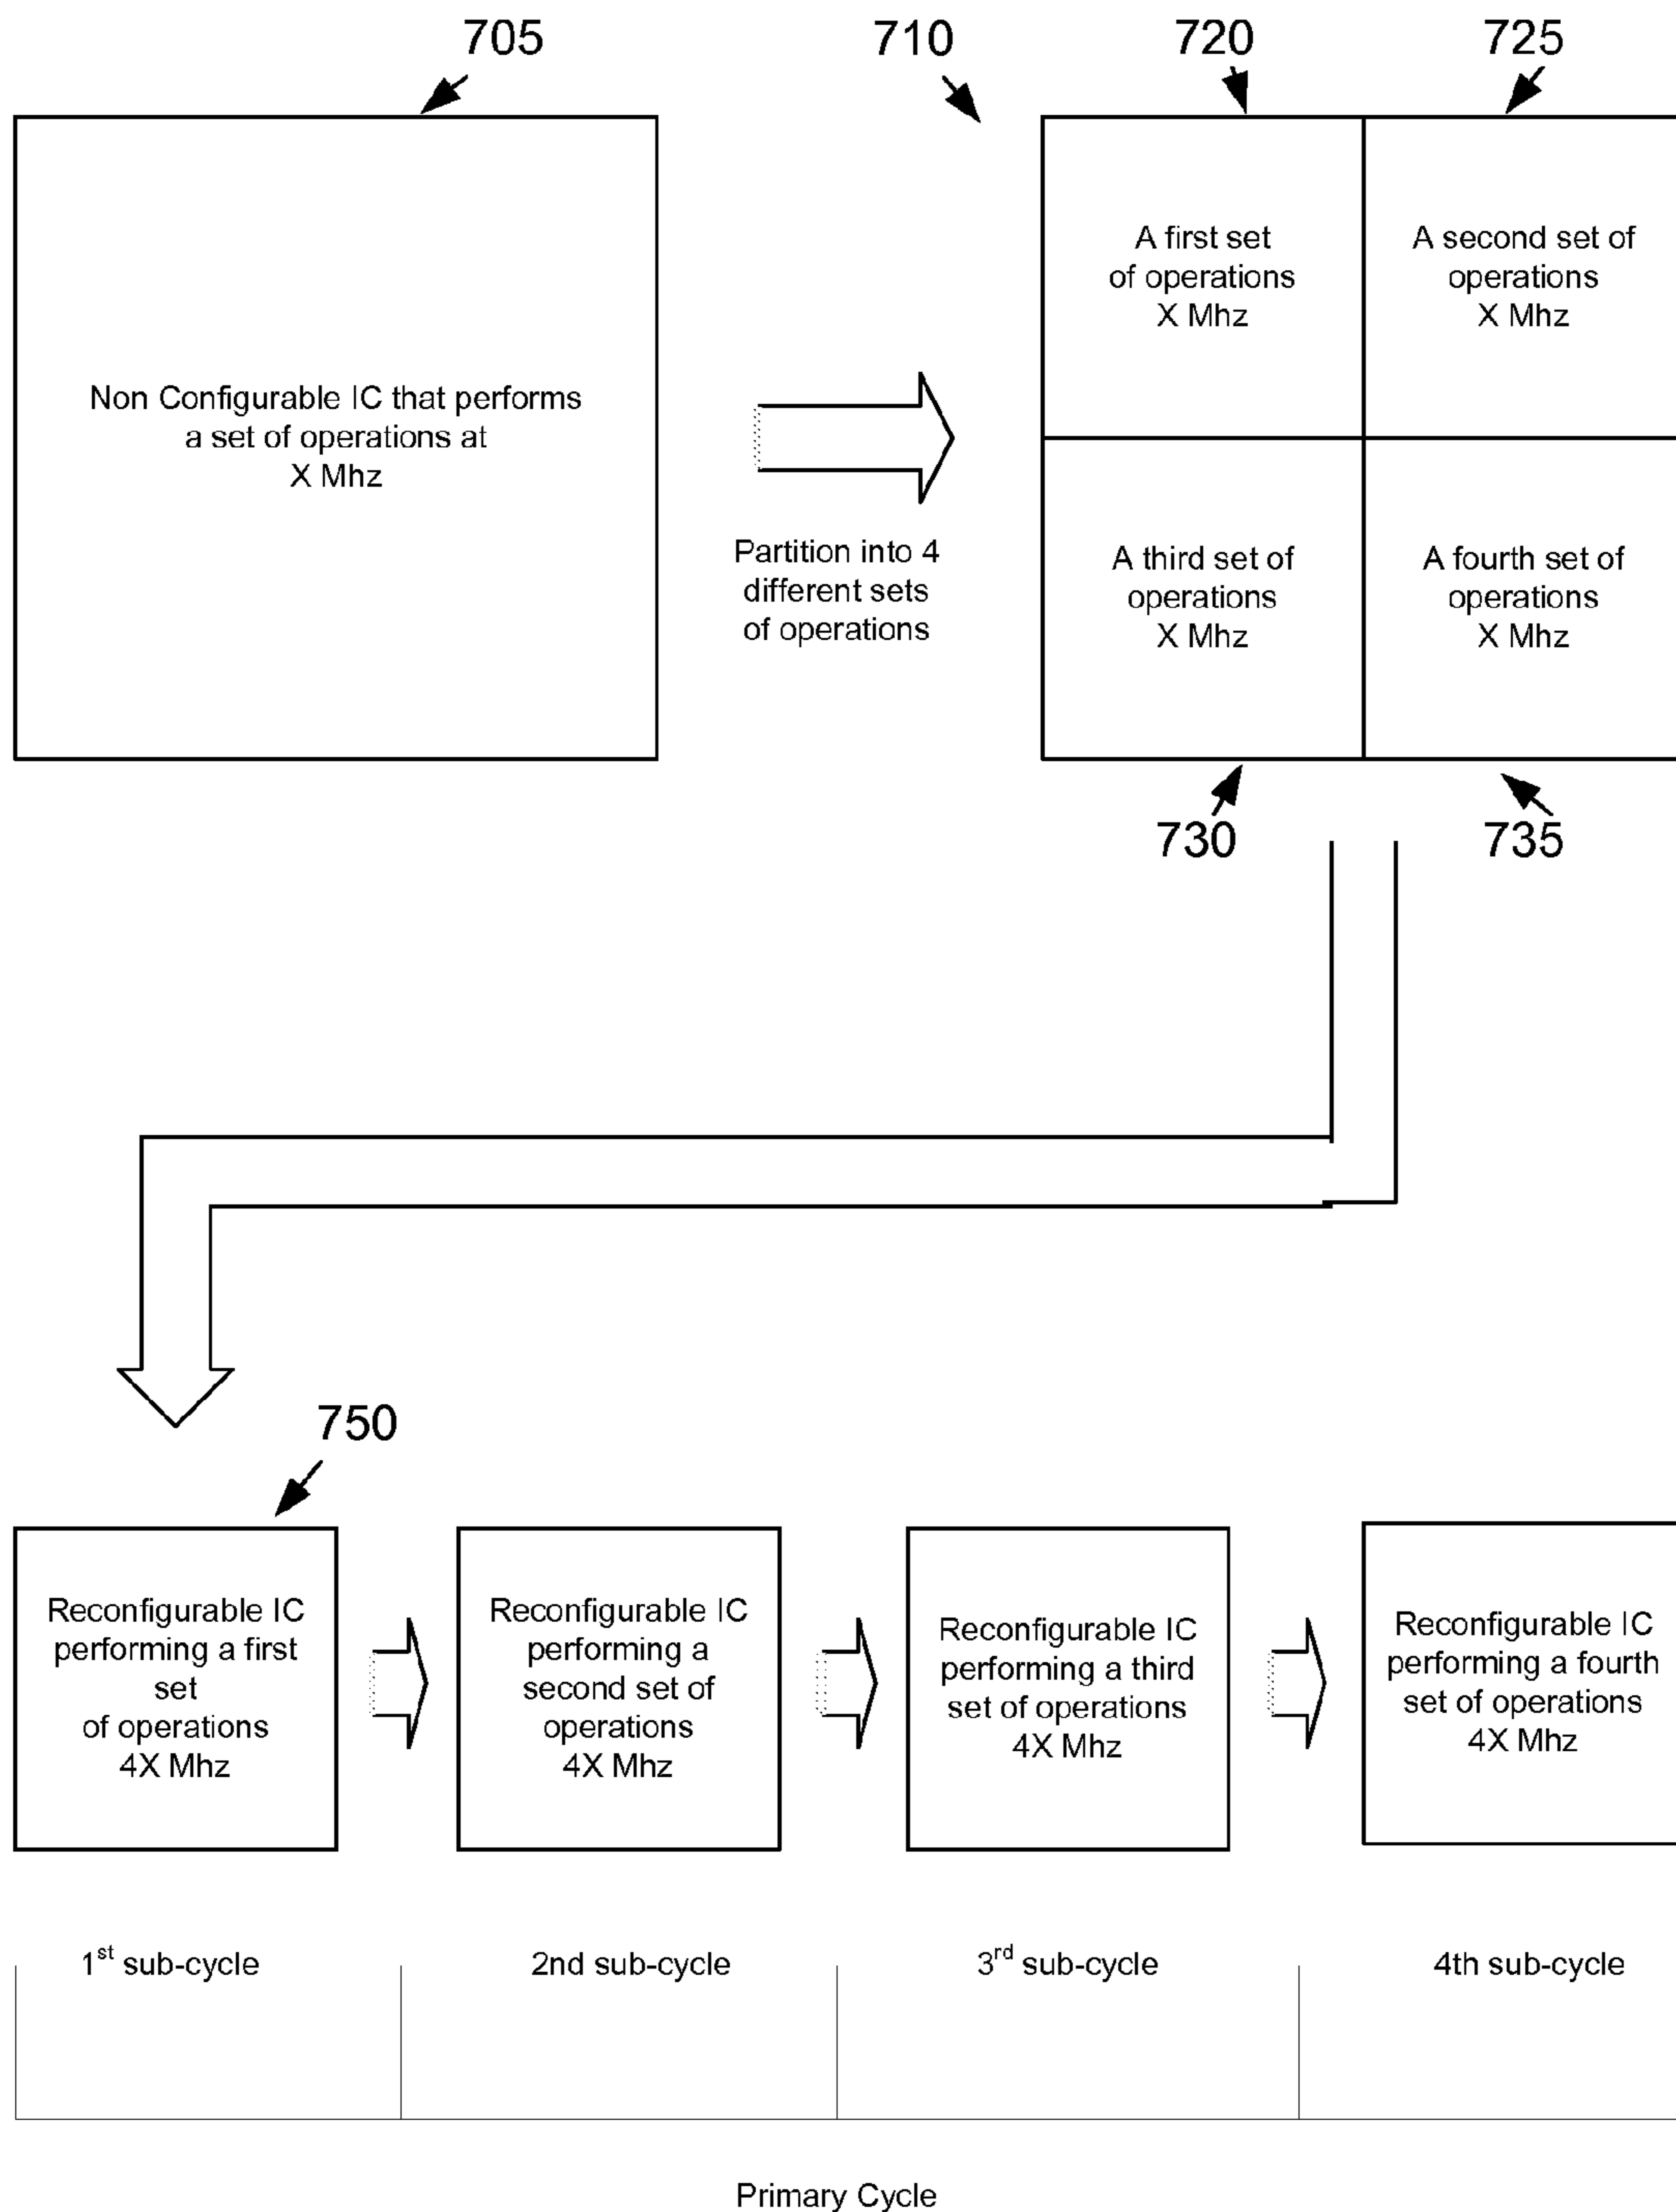 705
710
720
725
Non Configurable IC that performs
a set of operations at
X Mhz
Partition into 4
different sets
of operations
A first set
of operations
X Mhz
A second set of
operations
X Mhz
A third set of
operations
X Mhz
A fourth set of
operations
X Mhz
730
735
750
Reconfigurable IC
performing a first
set
of operations
4X Mhz
Reconfigurable IC
performing a
second set of
operations
4X Mhz
Reconfigurable IC
performing a third
set of operations
4X Mhz
Reconfigurable IC
performing a fourth
set of operations
4X Mhz
1st sub-cycle
2nd sub-cycle
3rd sub-cycle
4th sub-cycle
Primary Cycle